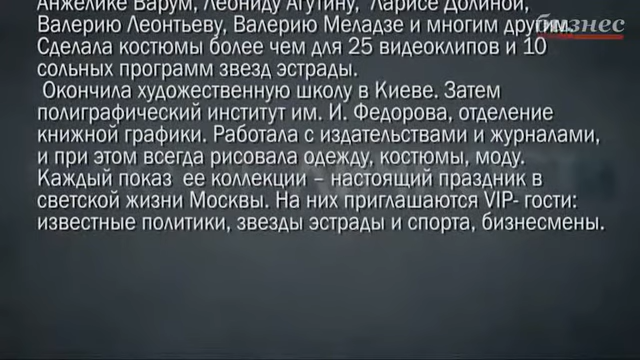 Анжелике Варум, Леониду Агутину, Ларисе Долиной,
бизнес
Валерию Леонтьеву, Валерию Меладзе и многим другим.
Сделала костюмы более чем для 25 видеоклипов и 10
сольных программ звезд эстрады.
Окончила художественную школу в Киеве. Затем
полиграфический институт им. И. Федорова, отделение
книжной графики. Работала с издательствами и журналами,
и при этом всегда рисовала одежду, костюмы, моду.
Каждый показ ее коллекции – настоящий праздник в
светской жизни Москвы. На них приглашаются VIP- гости:
известные политики, звезды эстрады и спорта, бизнесмены.